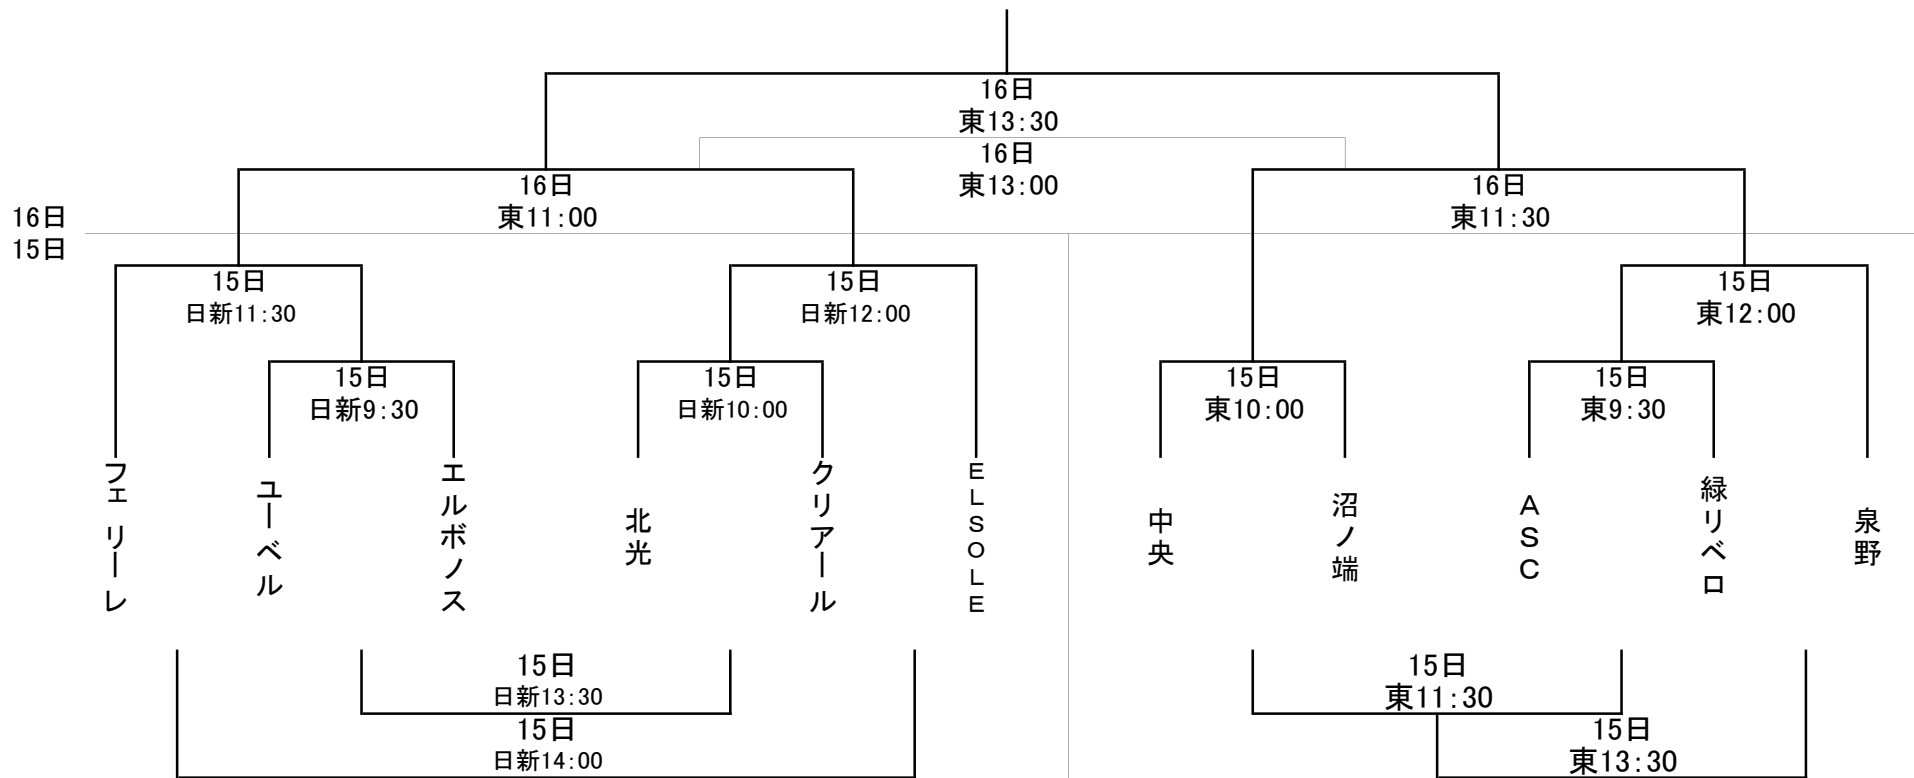 16日
東13:30
16日
東13:00
16日
東11:00
16日
東11:30
16日
15日
15日
日新11:30
15日
日新12:00
15日
東12:00
15日
日新9:30
15日
日新10:00
15日
東10:00
15日
東9:30
フェリーレ
ユーベル
エルボノス
北光
クリアール
ELSOLE
中央
沼ノ端
ASC
緑リベロ
泉野
15日
日新13:30
15日
日新14:00
15日
東11:30
15日
東13:30